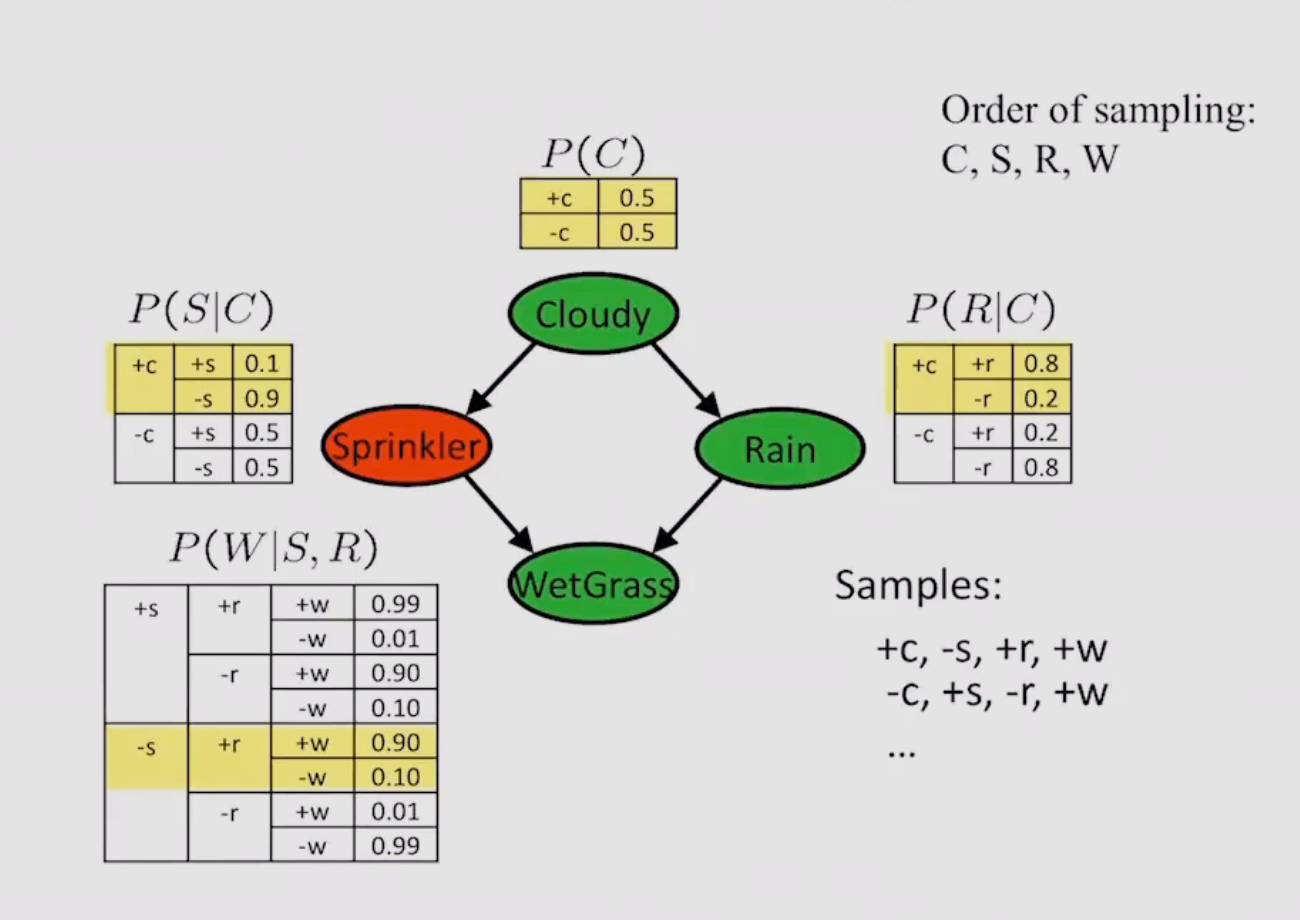 Order of sampling:
C, S, R, W
P(C)
+c 0.5
-c 0.5
Cloudy
P(S|C)
+c +s 0.1
-s 0.9
-c +s 0.5
-s 0.5
P(R|C)
+c +r 0.8
-r 0.2
-c +r 0.2
-r 0.8
Sprinkler
Rain
WetGrass
P(W|S, R)
+s +r +w 0.99
-w 0.01
-r +w 0.90
-w 0.10
-s +r +w 0.90
-w 0.10
-r +w 0.01
-w 0.99
Samples:
+c, -s, +r, +w
-c, +s, -r, +w
...